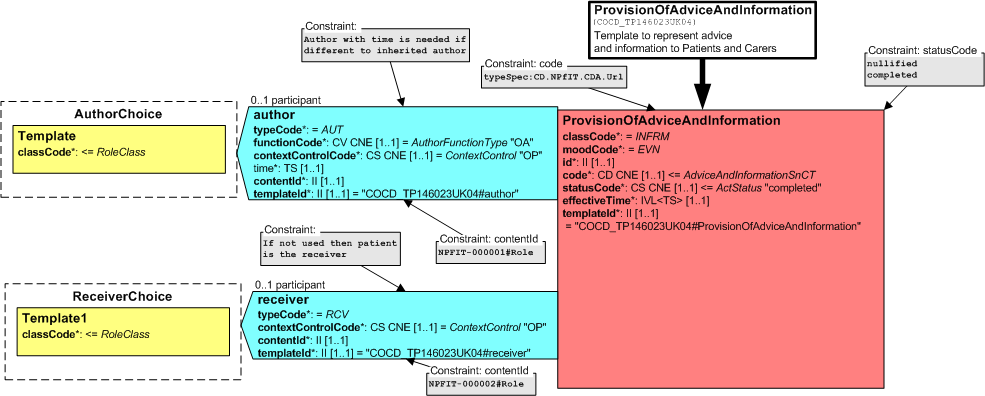 ProvisionOfAdviceAndInformation
(COCD_TP146023UK04)
Template to represent advice
and information to Patients and Carers
Constraint:
Author with time is needed if
different to inherited author
Constraint: code
typeSpec:CD.NPfIT.CDA.Url
Constraint: statusCode
nullified
completed
AuthorChoice
Template
classCode*: <= RoleClass
0..1 participant
author
typeCode*: = AUT
functionCode*: CV CNE [1..1] = AuthorFunctionType "OA"
contextControlCode*: CS CNE [1..1] = ContextControl "OP"
time*: TS [1..1]
contentId*: II [1..1]
templateId*: II [1..1] = "COCD_TP146023UK04#author"
ProvisionOfAdviceAndInformation
classCode*: = INFRM
moodCode*: = EVN
id*: II [1..1]
code*: CD CNE [1..1] <= AdviceAndInformationSnCT
statusCode*: CS CNE [1..1] <= ActStatus "completed"
effectiveTime*: IVL<TS> [1..1]
templateId*: II [1..1]
= "COCD_TP146023UK04#ProvisionOfAdviceAndInformation"
Constraint:
If not used then patient
is the receiver
Constraint: contentId
NPFIT-000001#Role
ReceiverChoice
Template1
classCode*: <= RoleClass
0..1 participant
receiver
typeCode*: = RCV
contextControlCode*: CS CNE [1..1] = ContextControl "OP"
contentId*: II [1..1]
templateId*: II [1..1] = "COCD_TP146023UK04#receiver"
Constraint: contentId
NPFIT-000002#Role